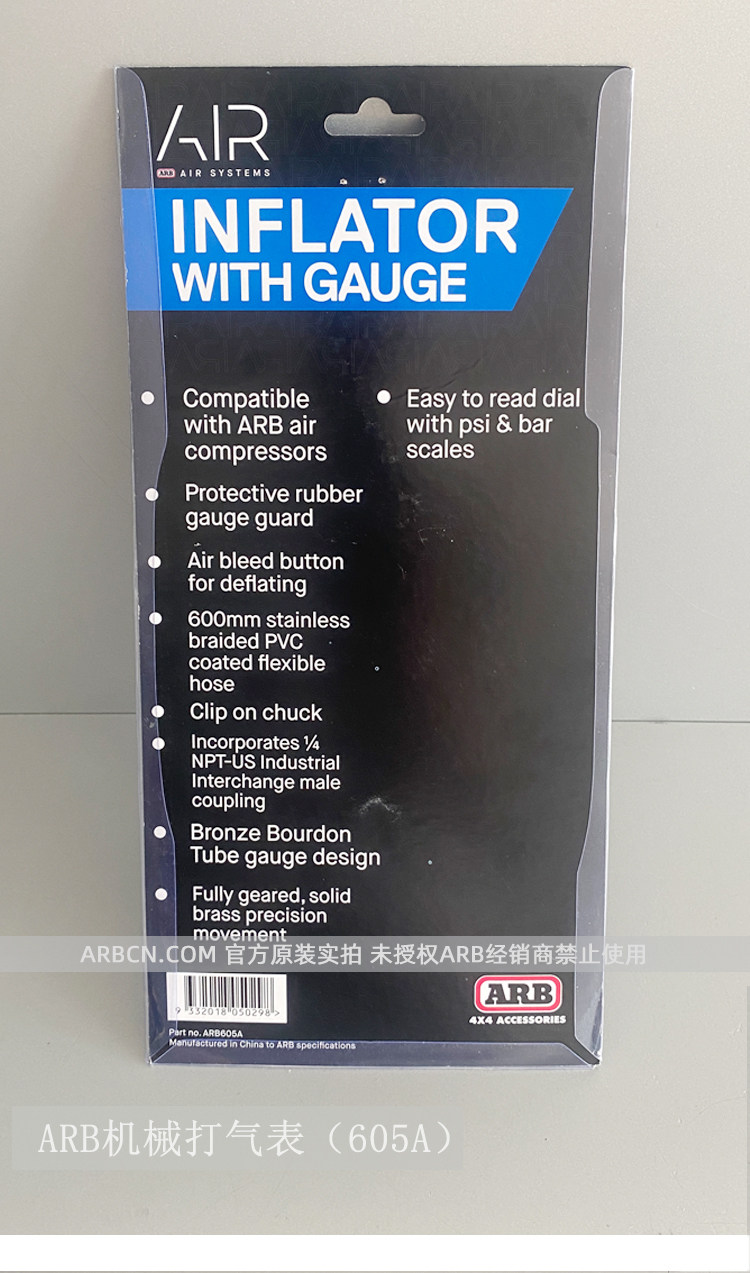 AIR
ARB AIR SYSTEMS
INFLATOR
WITH GAUGE
Compatible
with ARB air
compressors
Protective rubber
gauge guard
Air bleed button
for deflating
600mm stainless
braided PVC
coated flexible
hose
Clip on chuck
Incorporates ¼
NPT-US Industrial
Interchange male
coupling
Bronze Bourdon
Tube gauge design
Fully geared, solid
brass precision
movement
Easy to read dial
with psi & bar
scales
ARBCN.COM 官方原装实拍 未授权ARB经销商禁止使用
9 332018 050298 >
Part no. ARB605A
Manufactured in China to ARB specifications
ARB
4X4 ACCESSORIES
ARB机械打气表（605A）